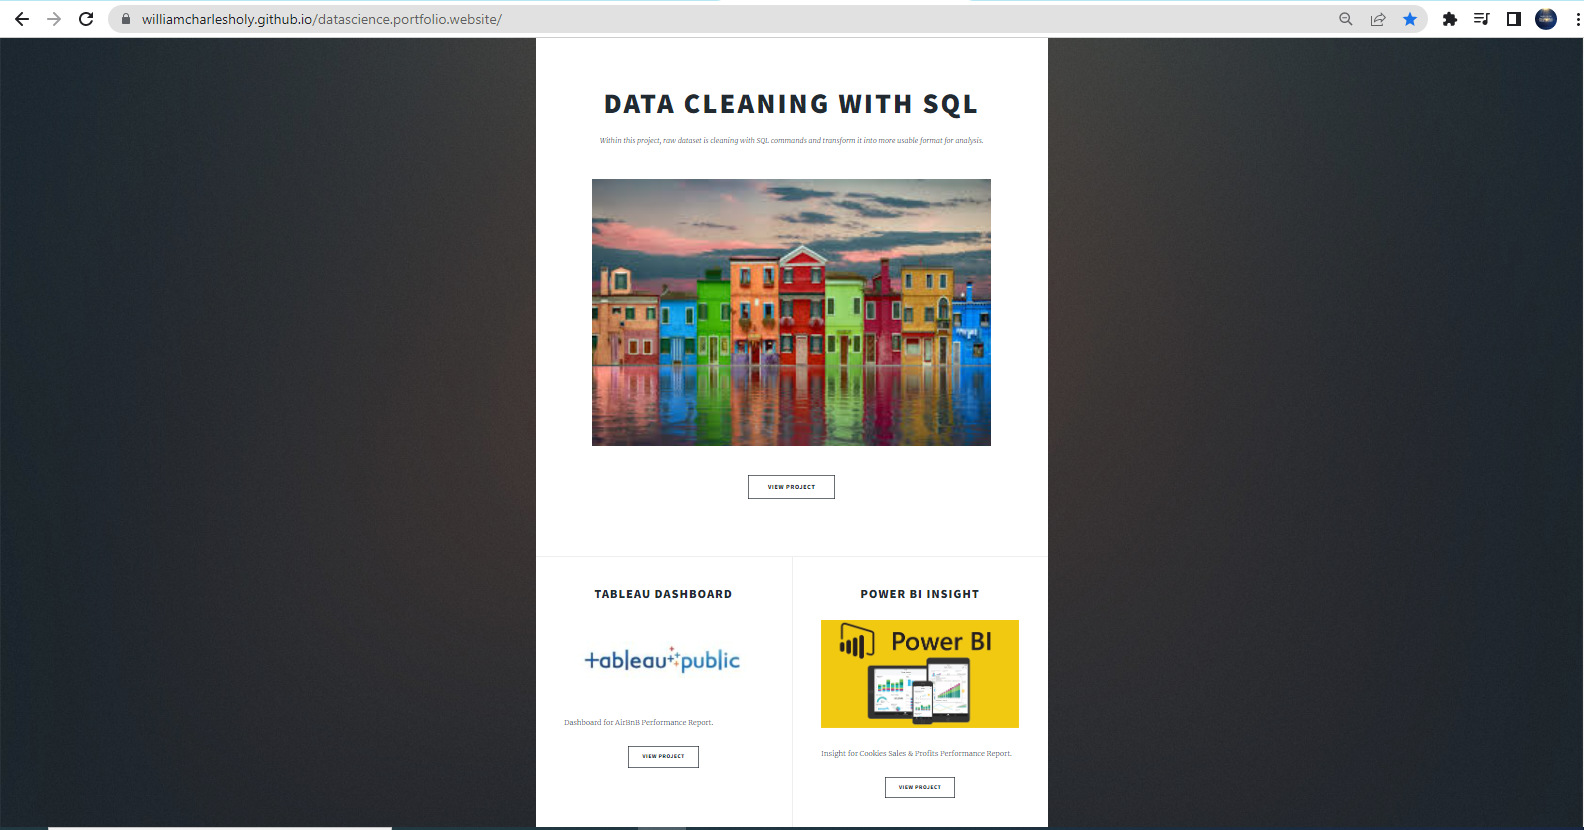 williamcharlesholy.github.io/datascience.portfolio.website/
DATA CLEANING WITH SQL
Within this project, raw dataset is cleaning with SQL commands and transform it into more usable format for analysis.
VIEW PROJECT
TABLEAU DASHBOARD
tableau public
Dashboard for AirBnB Performance Report.
VIEW PROJECT
POWER BI INSIGHT
Power BI
Insight for Cookies Sales & Profits Performance Report.
VIEW PROJECT